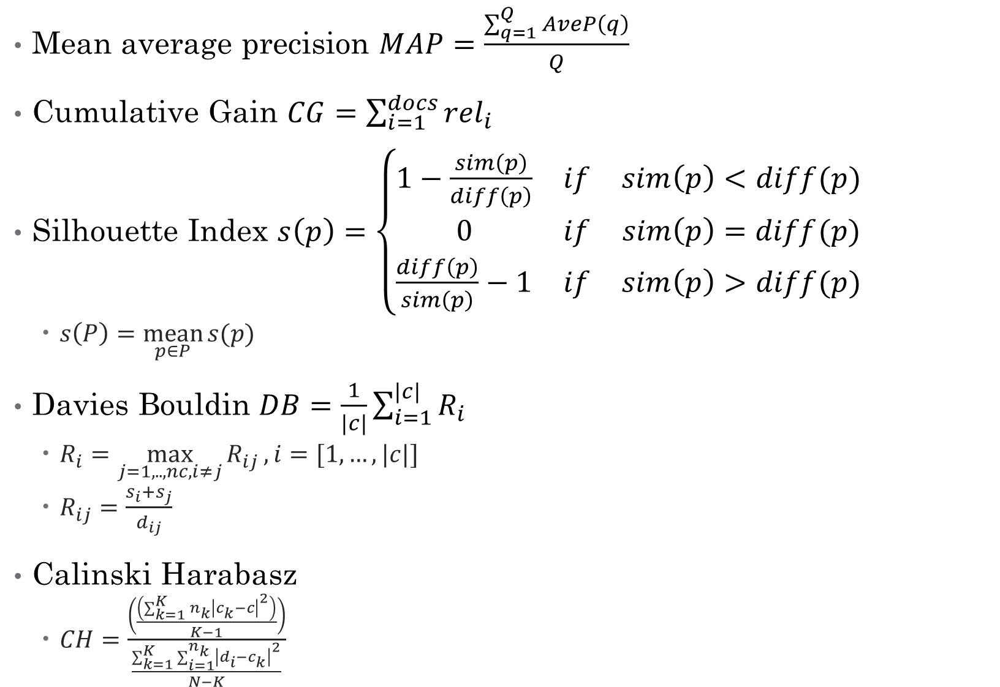 • Mean average precision $MAP = \frac{\sum_{q=1}^{Q} AveP(q)}{Q}$
• Cumulative Gain $CG = \sum_{i=1}^{docs} rel_i$
• Silhouette Index $s(p) = \begin{cases} 1 - \frac{sim(p)}{diff(p)} & if \quad sim(p) < diff(p) \\ 0 & if \quad sim(p) = diff(p) \\ \frac{diff(p)}{sim(p)} - 1 & if \quad sim(p) > diff(p) \end{cases}$
• $s(P) = \underset{p \in P}{\mathrm{mean}}\, s(p)$
• Davies Bouldin $DB = \frac{1}{|c|} \sum_{i=1}^{|c|} R_i$
• $R_i = \underset{j=1,..,nc,i \neq j}{\max} R_{ij}, i = [1, \ldots, |c|]$
• $R_{ij} = \frac{s_i + s_j}{d_{ij}}$
• Calinski Harabasz
• $CH = \frac{\left(\frac{\left(\sum_{k=1}^{K} n_k |c_k - c|^2\right)}{K-1}\right)}{\frac{\sum_{k=1}^{K} \sum_{i=1}^{n_k} |d_i - c_k|^2}{N-K}}$